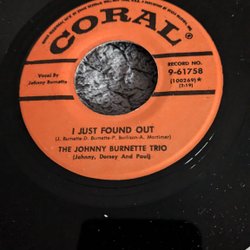 CORAL
Vocal By
Johnny Burnette
RECORD NO.
9-61758
(100269)★
(2:19)
I JUST FOUND OUT
(J. Burnette-D. Burnette-P. Burlison-A. Mortimer)
THE JOHNNY BURNETTE TRIO
(Johnny, Dorsey And Paul)